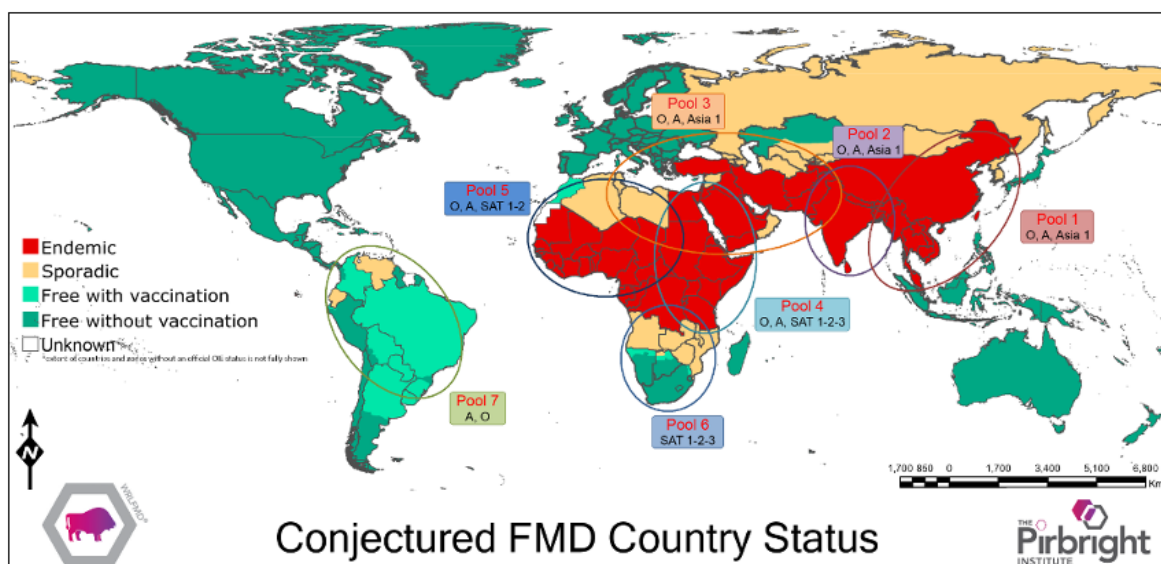 Pool 3
O, A, Asia 1
Pool 2
O, A, Asia 1
Pool 5
O, A, SAT 1-2
Pool 1
O, A, Asia 1
Endemic
Sporadic
Free with vaccination
Free without vaccination
Unknown
*extent of countries and zones without an official OIE status is not fully shown
Pool 4
O, A, SAT 1-2-3
Pool 7
A, O
Pool 6
SAT 1-2-3
N
1,700 850 0 1,700 3,400 5,100 6,800
Km
WRLFMD®
Conjectured FMD Country Status
THE
Pirbright
INSTITUTE